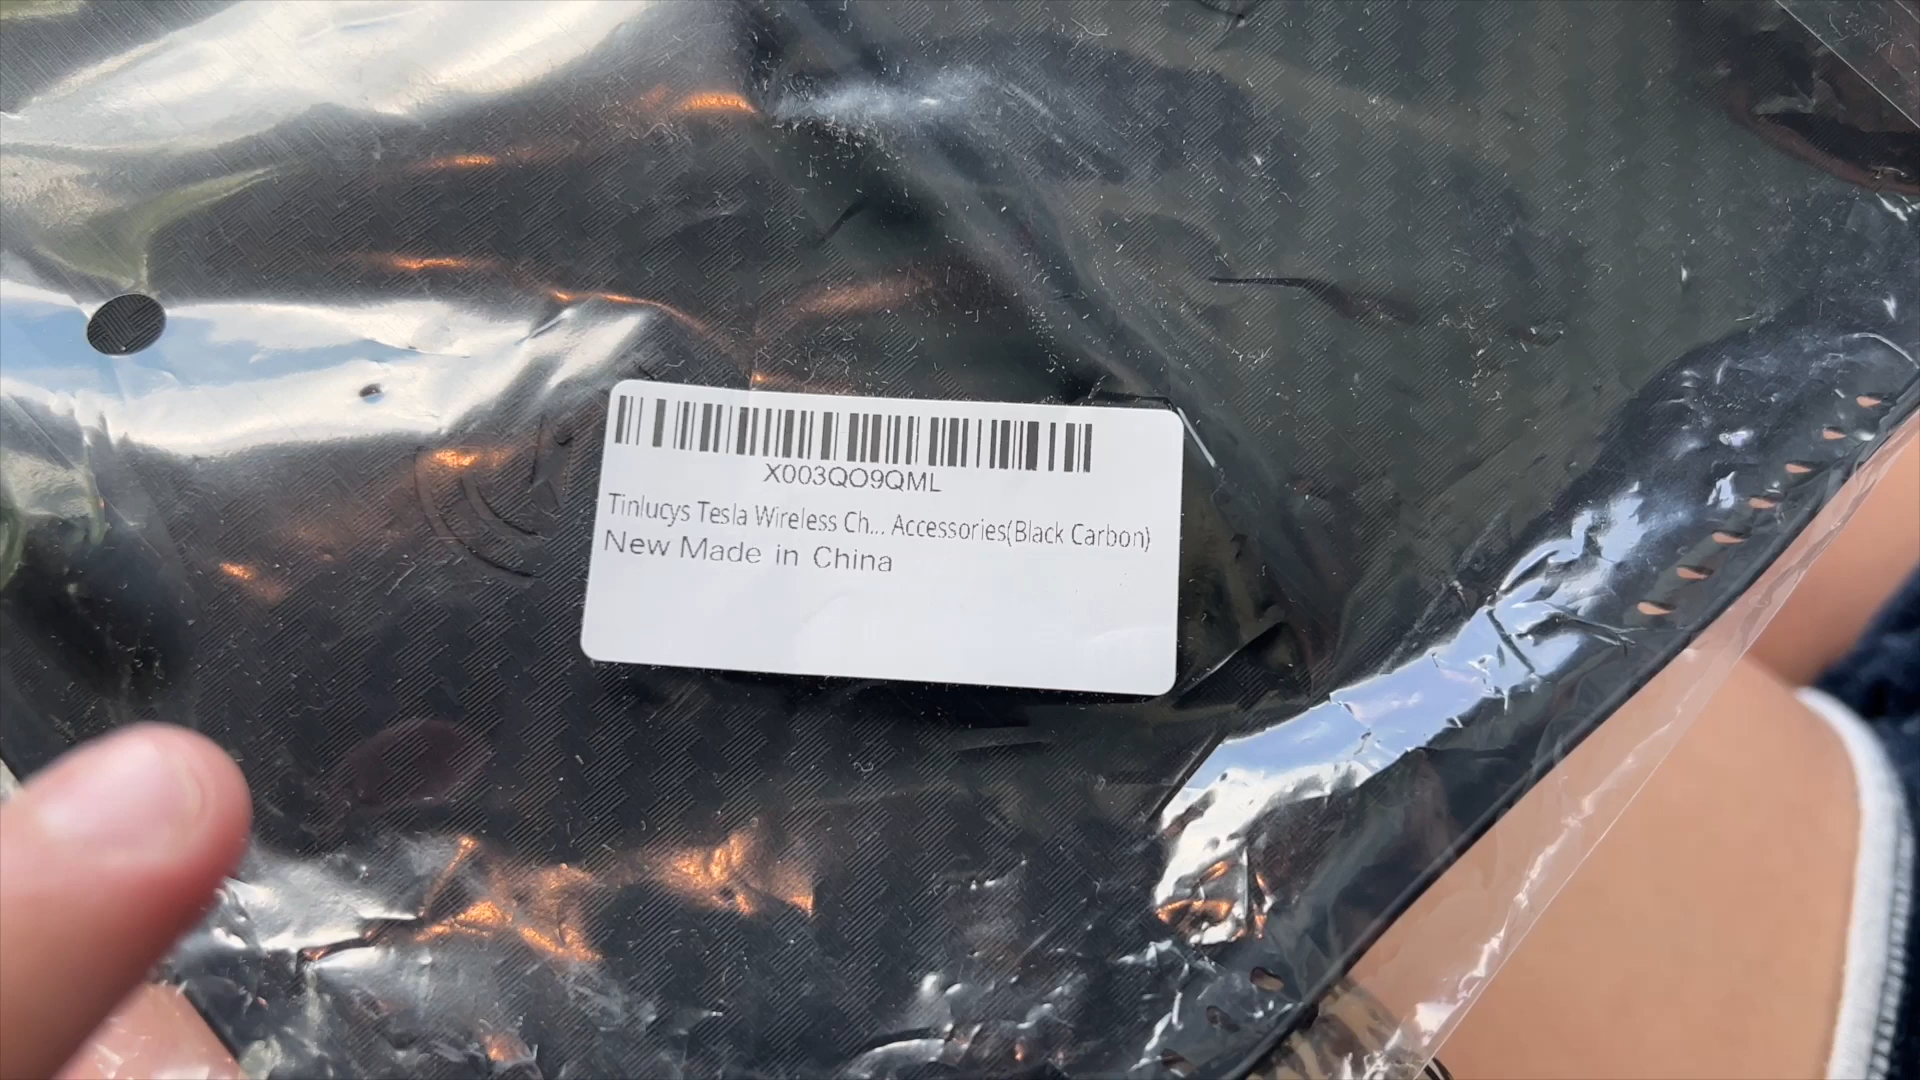 X003QO9QML
Tinlucys Tesla Wireless Ch... Accessories(Black Carbon)
New Made in China